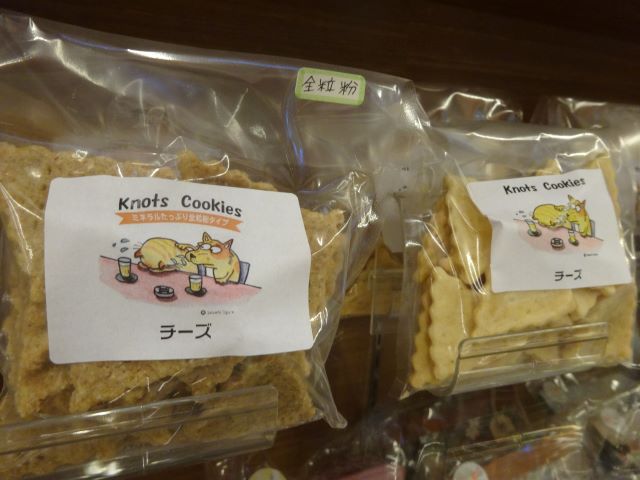 全粒粉
Knots Cookies
ミネラルたっぷり全粒粉タイプ
チーズ
Knots Cookies
チーズ